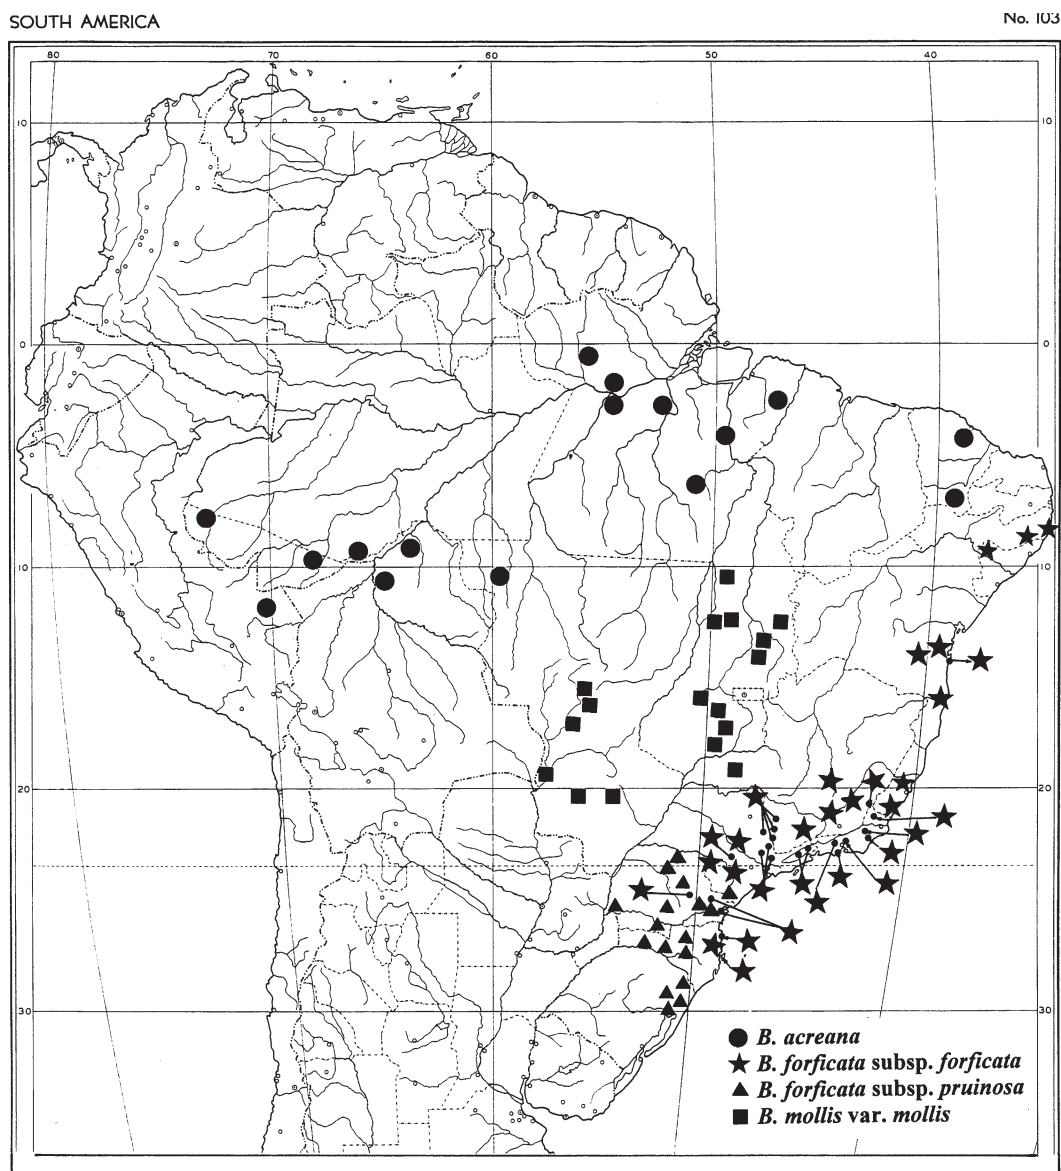 SOUTH AMERICA
No. 103
80 70 60 50 40
10 10
0 0
10 10
20 20
30 30
B. acreana
B. forficata subsp. forficata
B. forficata subsp. pruinosa
B. mollis var. mollis